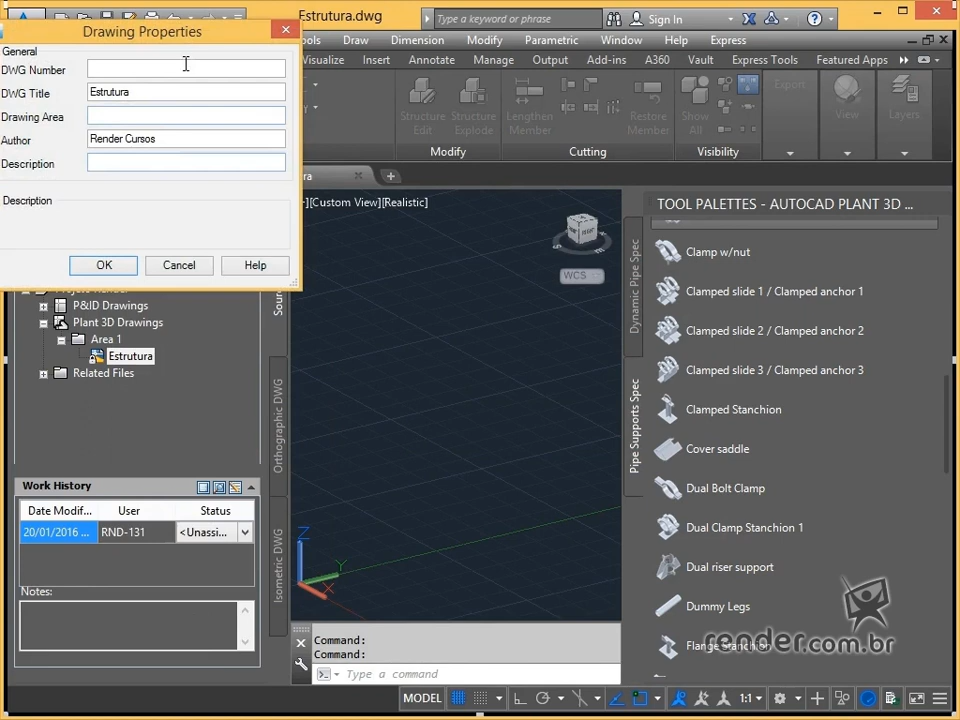 Estrutura.dwg
Type a keyword or phrase
Sign In
Drawing Properties
ools Draw Dimension Modify Parametric Window Help Express
isualize Insert Annotate Manage Output Add-ins A360 Vault Express Tools Featured Apps
General
DWG Number
DWG Title Estrutura
Drawing Area
Author Render Cursos
Description
Description
OK Cancel Help
Structure Edit
Structure Explode
Lengthen Member
Restore Member
Show All
Export
View
Layers
Modify
Cutting
Visibility
ra
][Custom View][Realistic]
WCS
P&ID Drawings
Plant 3D Drawings
Area 1
Estrutura
Related Files
Sour
Orthographic DWG
Isometric DWG
Work History
Date Modif... User Status
20/01/2016 ... RND-131 <Unassi...
Notes:
Z
Y
X
Command:
Command:
Type a command
Dynamic Pipe Spec
Pipe Supports Spec
TOOL PALETTES - AUTOCAD PLANT 3D ...
Clamp w/nut
Clamped slide 1 / Clamped anchor 1
Clamped slide 2 / Clamped anchor 2
Clamped slide 3 / Clamped anchor 3
Clamped Stanchion
Cover saddle
Dual Bolt Clamp
Dual Clamp Stanchion 1
Dual riser support
Dummy Legs
render.com.br
MODEL
1:1